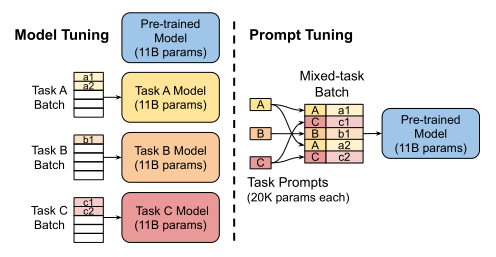 Model Tuning
Pre-trained
Model
(11B params)
Task A
Batch
a1
a2
Task A Model
(11B params)
Task B
Batch
b1
Task B Model
(11B params)
Task C
Batch
c1
c2
Task C Model
(11B params)
Prompt Tuning
Mixed-task
Batch
A
B
C
A a1
C c1
B b1
A a2
C c2
Pre-trained
Model
(11B params)
Task Prompts
(20K params each)